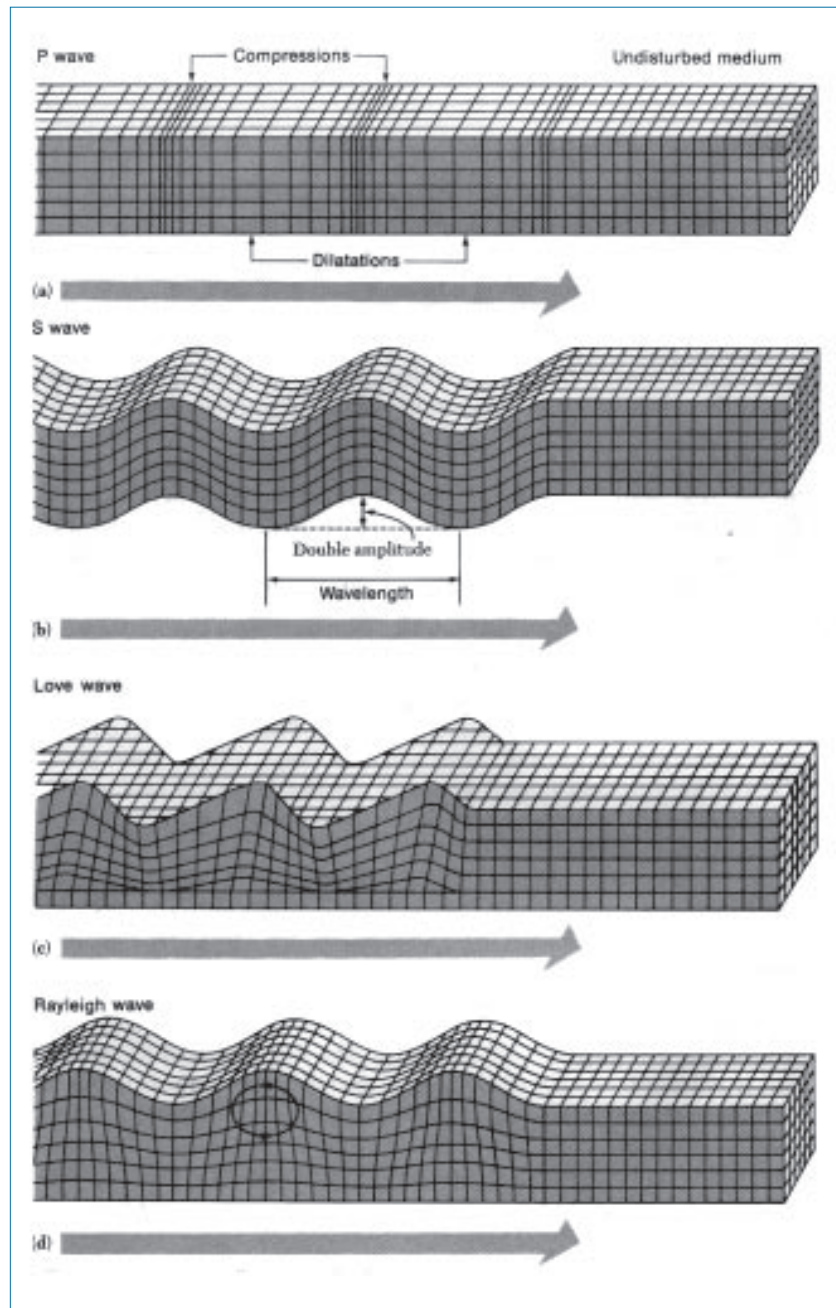 P wave Compressions Undisturbed medium
Dilatations
(a)
S wave
Double amplitude
Wavelength
(b)
Love wave
(c)
Rayleigh wave
(d)